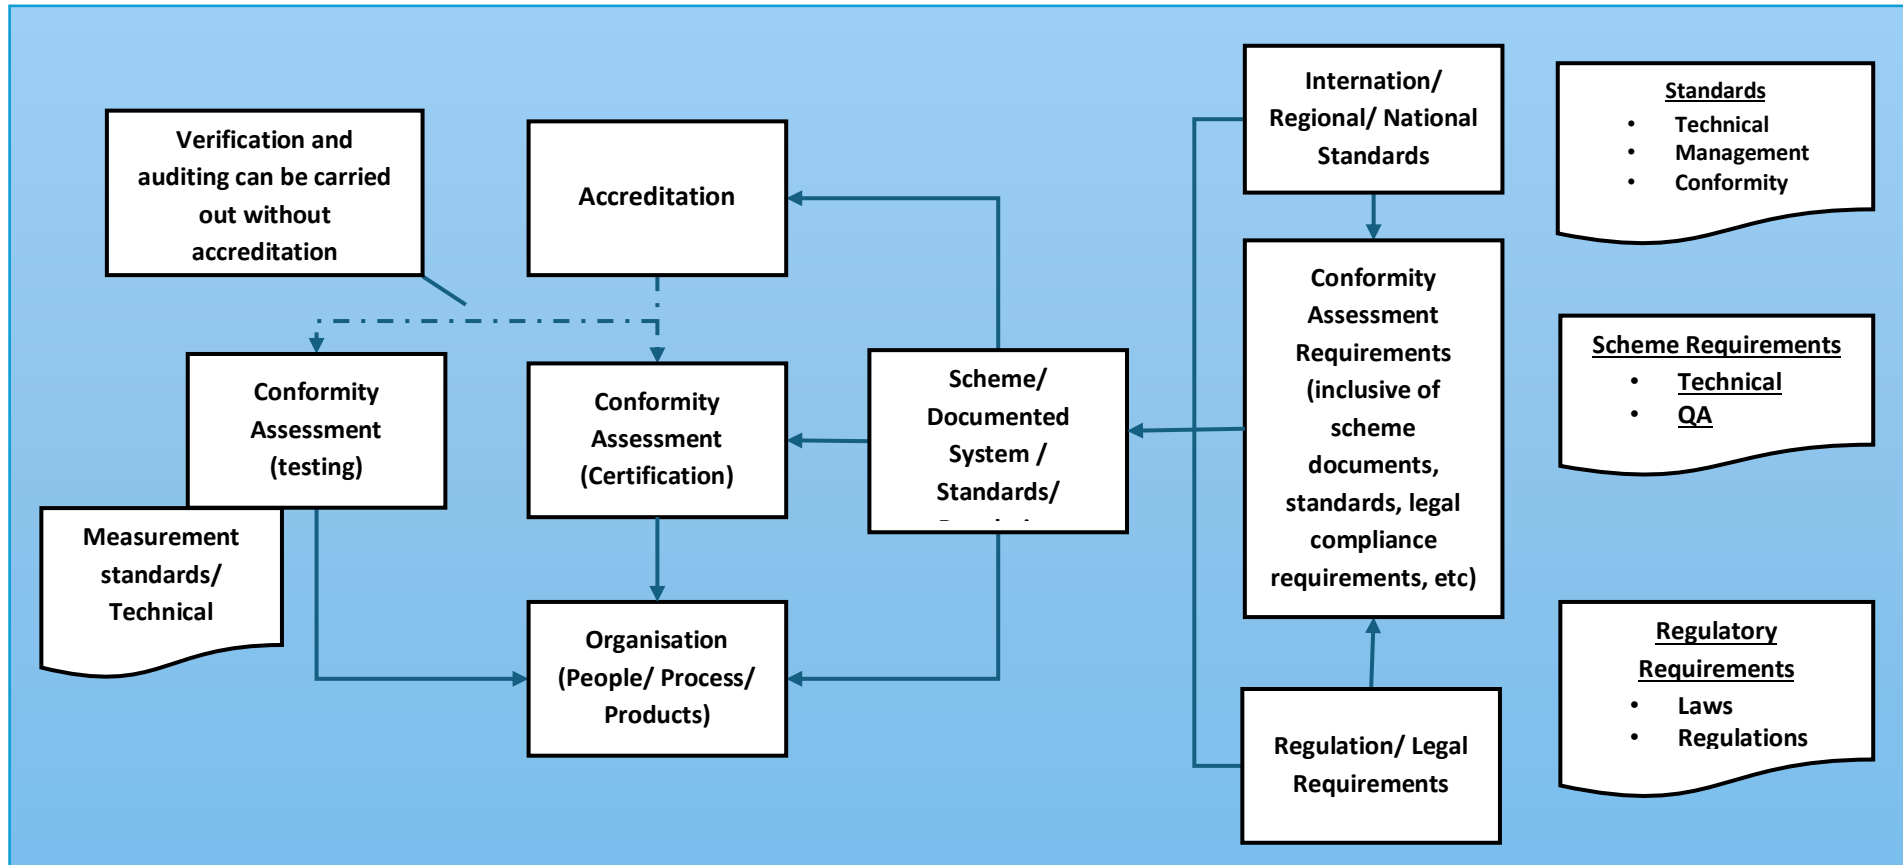 Verification and
auditing can be carried
out without
accreditation
Accreditation
Internation/
Regional/ National
Standards
Standards
• Technical
• Management
• Conformity
Conformity
Assessment
(testing)
Conformity
Assessment
(Certification)
Scheme/
Documented
System /
Standards/
Conformity
Assessment
Requirements
(inclusive of
scheme
documents,
standards, legal
compliance
requirements, etc)
Scheme Requirements
• Technical
• QA
Measurement
standards/
Technical
Organisation
(People/ Process/
Products)
Regulation/ Legal
Requirements
Regulatory
Requirements
• Laws
• Regulations